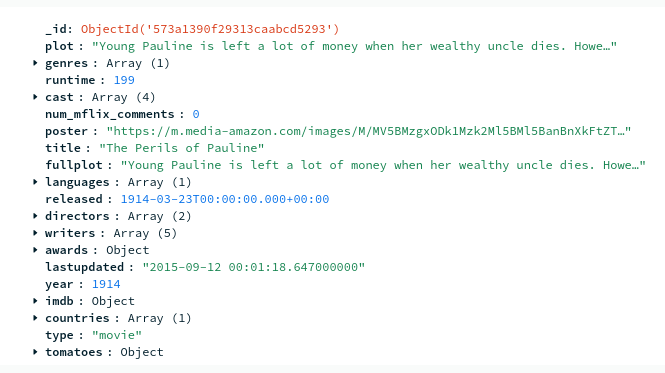 _id: ObjectId('573a1390f29313caabcd5293')
plot : "Young Pauline is left a lot of money when her wealthy uncle dies. Howe…"
genres : Array (1)
runtime : 199
cast : Array (4)
num_mflix_comments : 0
poster : "https://m.media-amazon.com/images/M/MV5BMzgxODk1Mzk2Ml5BMl5BanBnXkFtZT…"
title : "The Perils of Pauline"
fullplot : "Young Pauline is left a lot of money when her wealthy uncle dies. Howe…"
languages : Array (1)
released : 1914-03-23T00:00:00.000+00:00
directors : Array (2)
writers : Array (5)
awards : Object
lastupdated : "2015-09-12 00:01:18.647000000"
year : 1914
imdb : Object
countries : Array (1)
type : "movie"
tomatoes : Object